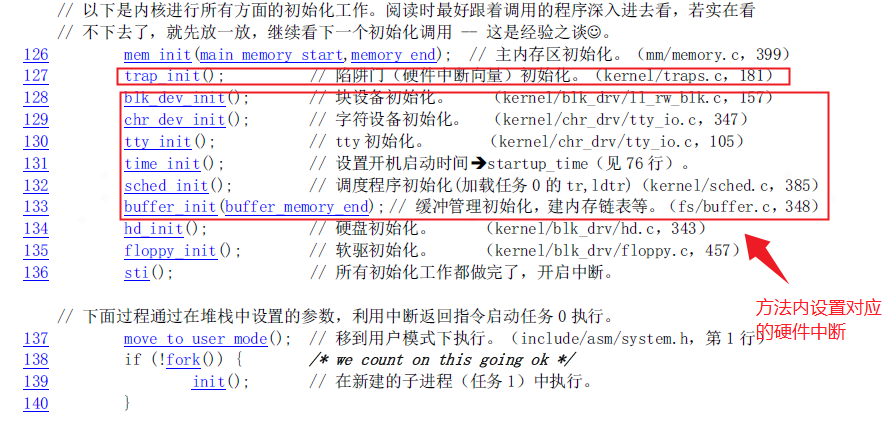 // 以下是内核进行所有方面的初始化工作。阅读时最好跟着调用的程序深入进去看，若实在看
// 不下去了，就先放一放，继续看下一个初始化调用 -- 这是经验之谈☺。
126 mem_init(main_memory_start,memory_end); // 主内存区初始化。（mm/memory.c，399）
127 trap_init(); // 陷阱门（硬件中断向量）初始化。（kernel/traps.c，181）
128 blk_dev_init(); // 块设备初始化。 （kernel/blk_drv/ll_rw_blk.c，157）
129 chr_dev_init(); // 字符设备初始化。 （kernel/chr_drv/tty_io.c，347）
130 tty_init(); // tty初始化。 （kernel/chr_drv/tty_io.c，105）
131 time_init(); // 设置开机启动时间➔startup_time（见76行）。
132 sched_init(); // 调度程序初始化(加载任务0的tr,ldtr)（kernel/sched.c，385）
133 buffer_init(buffer_memory_end); // 缓冲管理初始化，建内存链表等。（fs/buffer.c，348）
134 hd_init(); // 硬盘初始化。 （kernel/blk_drv/hd.c，343）
135 floppy_init(); // 软驱初始化。 （kernel/blk_drv/floppy.c，457）
136 sti(); // 所有初始化工作都做完了，开启中断。
// 下面过程通过在堆栈中设置的参数，利用中断返回指令启动任务0执行。
137 move_to_user_mode(); // 移到用户模式下执行。（include/asm/system.h，第1行）
138 if (!fork()) { /* we count on this going ok */
139 init(); // 在新建的子进程（任务1）中执行。
140 }
方法内设置对应
的硬件中断